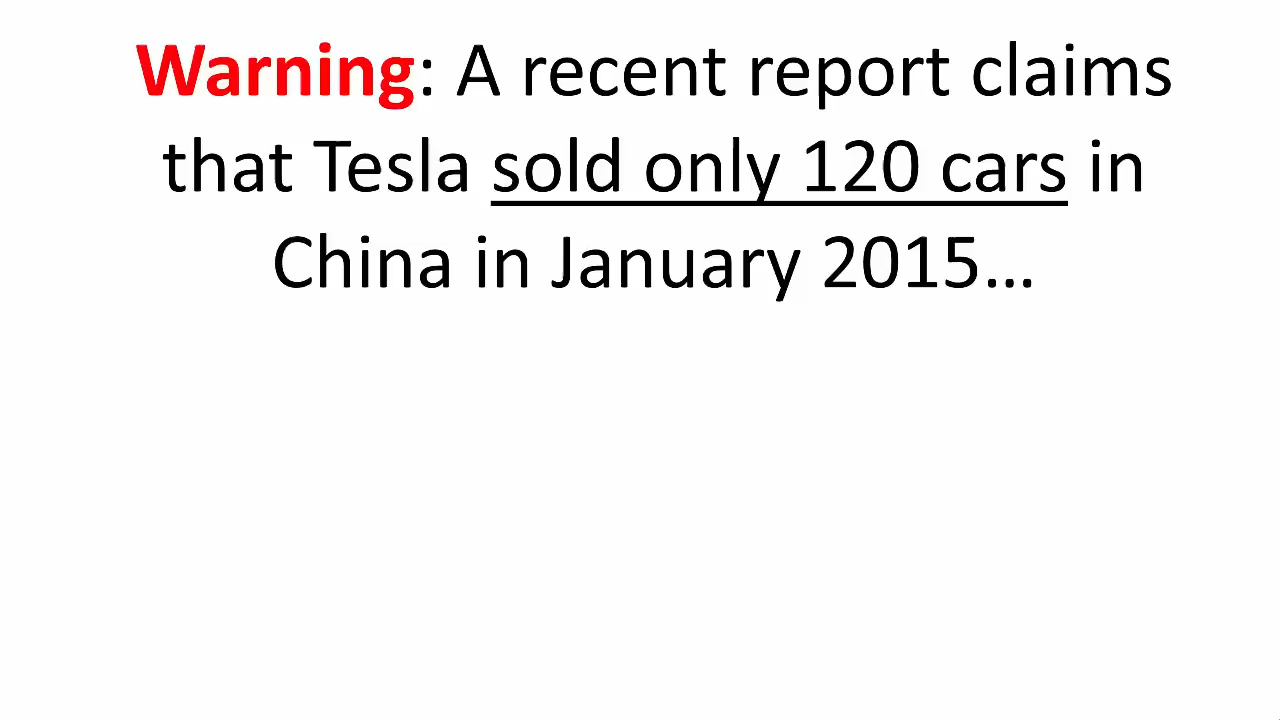 Warning: A recent report claims
that Tesla sold only 120 cars in
China in January 2015…